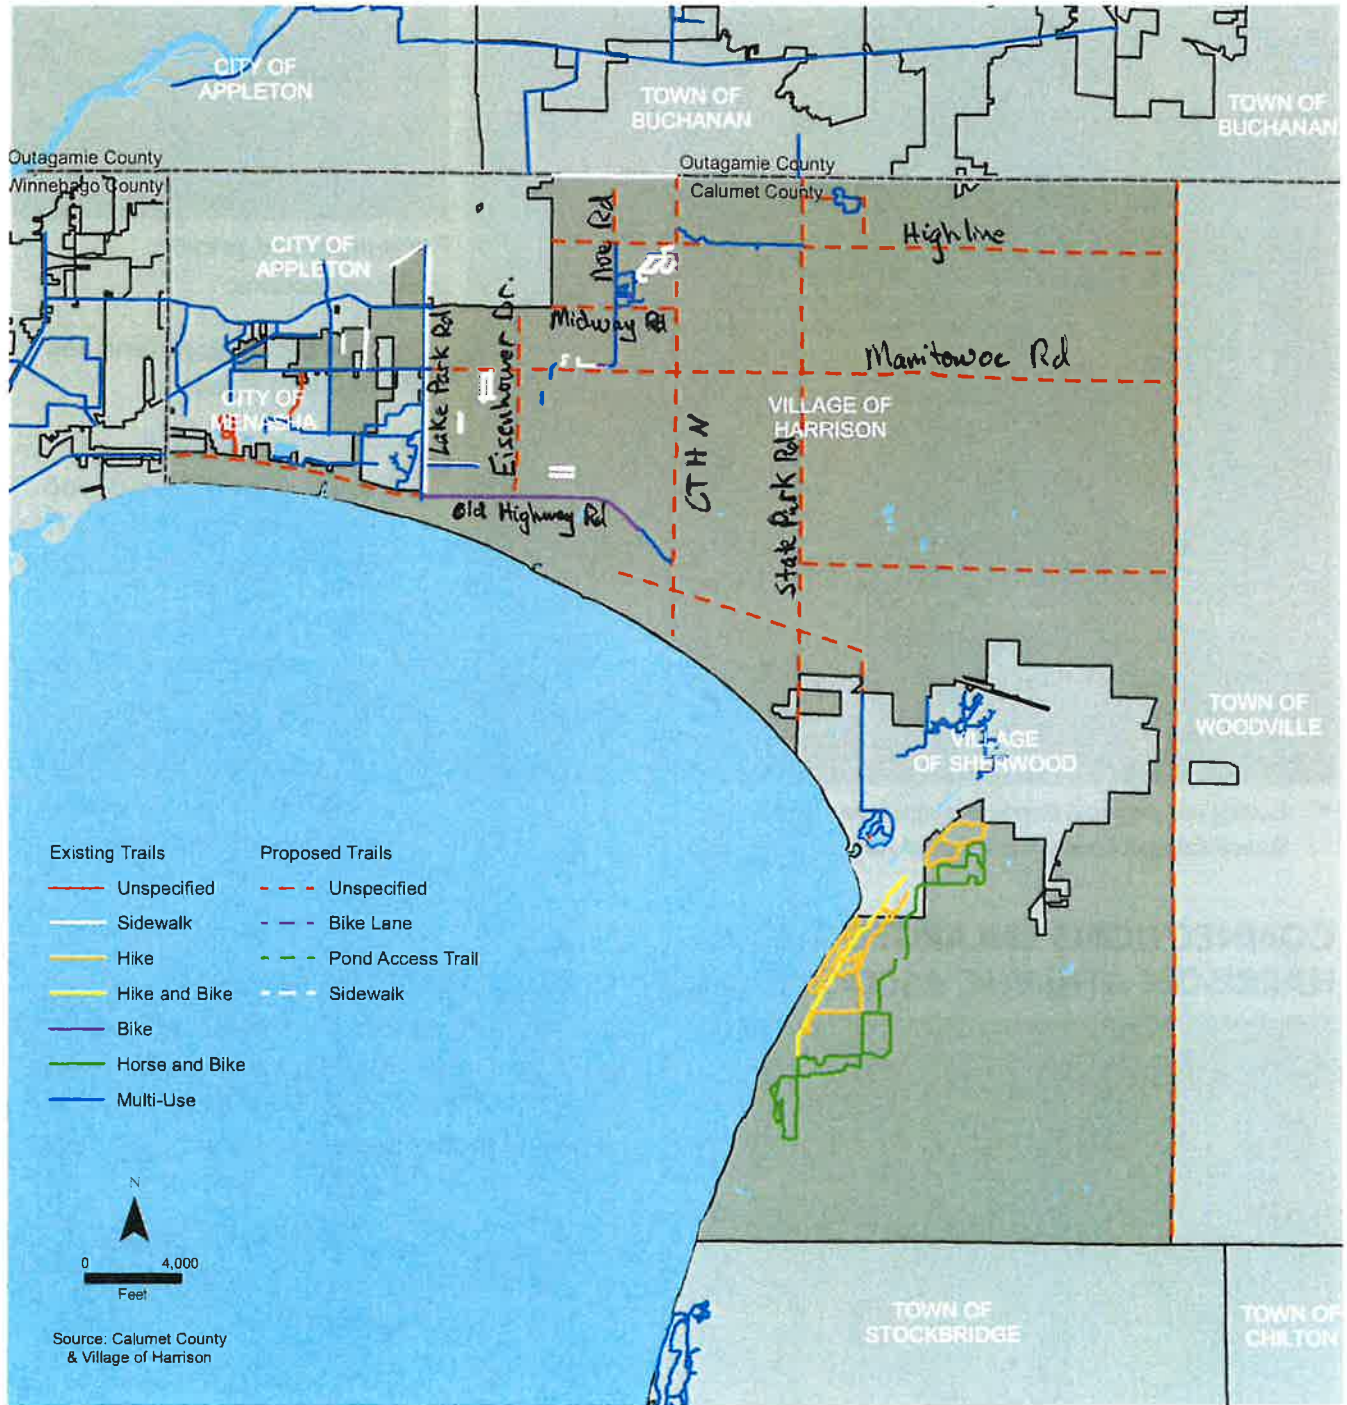 CITY OF
APPLETON
TOWN OF
BUCHANAN
TOWN OF
BUCHANAN
Outagamie County
Winnebago County
Outagamie County
Calumet County
CITY OF
APPLETON
Noe Rd
Highline
Lake Park Rd
Eisenhower Dr.
Midway Rd
Manitowoc Rd
CITY OF
MENASHA
VILLAGE OF
HARRISON
CTH N
State Park Rd
Old Highway Rd
TOWN OF
WOODVILLE
VILLAGE
OF SHERWOOD
Existing Trails
Unspecified
Sidewalk
Hike
Hike and Bike
Bike
Horse and Bike
Multi-Use
Proposed Trails
Unspecified
Bike Lane
Pond Access Trail
Sidewalk
N
0 4,000
Feet
Source: Calumet County
& Village of Harrison
TOWN OF
STOCKBRIDGE
TOWN OF
CHILTON